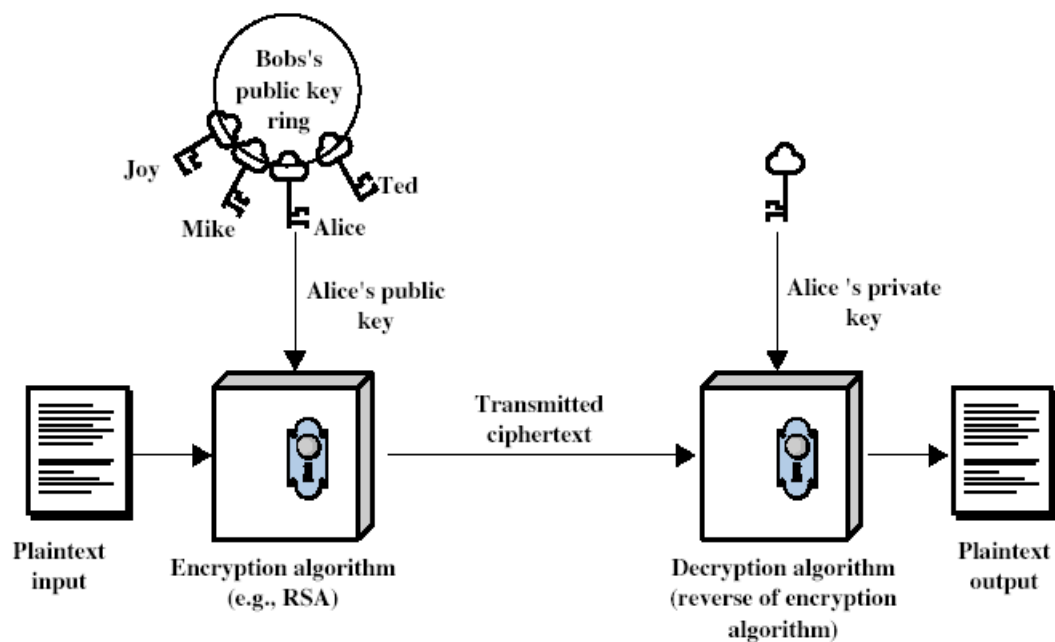 Bobs's
public key
ring
Joy
Mike
Alice
Ted
Alice's public
key
Alice 's private
key
Transmitted
ciphertext
Plaintext
input
Encryption algorithm
(e.g., RSA)
Decryption algorithm
(reverse of encryption
algorithm)
Plaintext
output